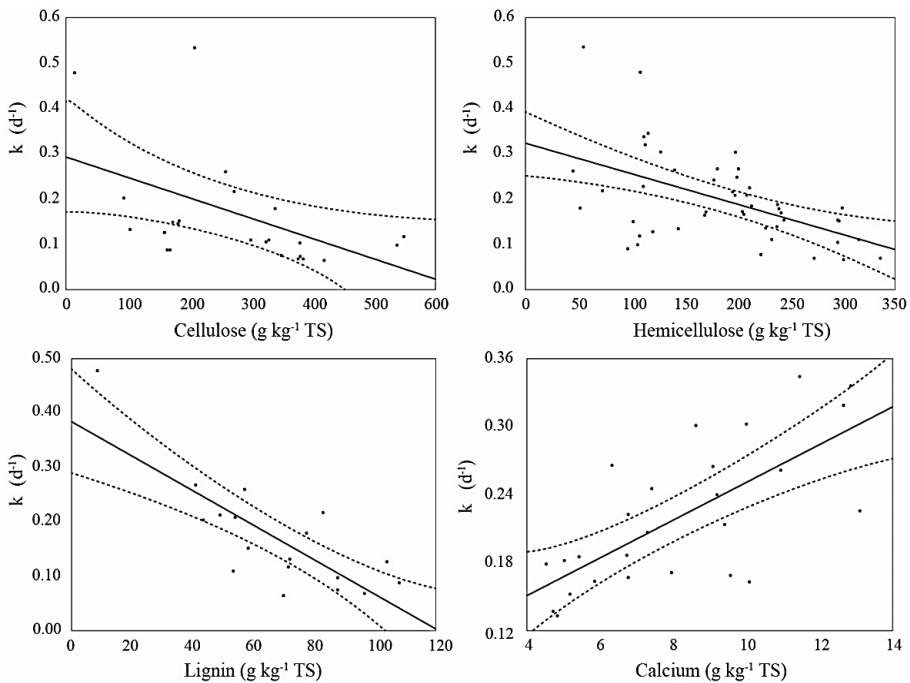 0.6
0.5
0.4
0.3
0.2
0.1
0.0
k (d-1)
0 100 200 300 400 500 600
Cellulose (g kg-1 TS)
0.6
0.5
0.4
0.3
0.2
0.1
0.0
k (d-1)
0 50 100 150 200 250 300 350
Hemicellulose (g kg-1 TS)
0.50
0.40
0.30
0.20
0.10
0.00
k (d-1)
0 20 40 60 80 100 120
Lignin (g kg-1 TS)
0.36
0.30
0.24
0.18
0.12
k (d-1)
4 6 8 10 12 14
Calcium (g kg-1 TS)